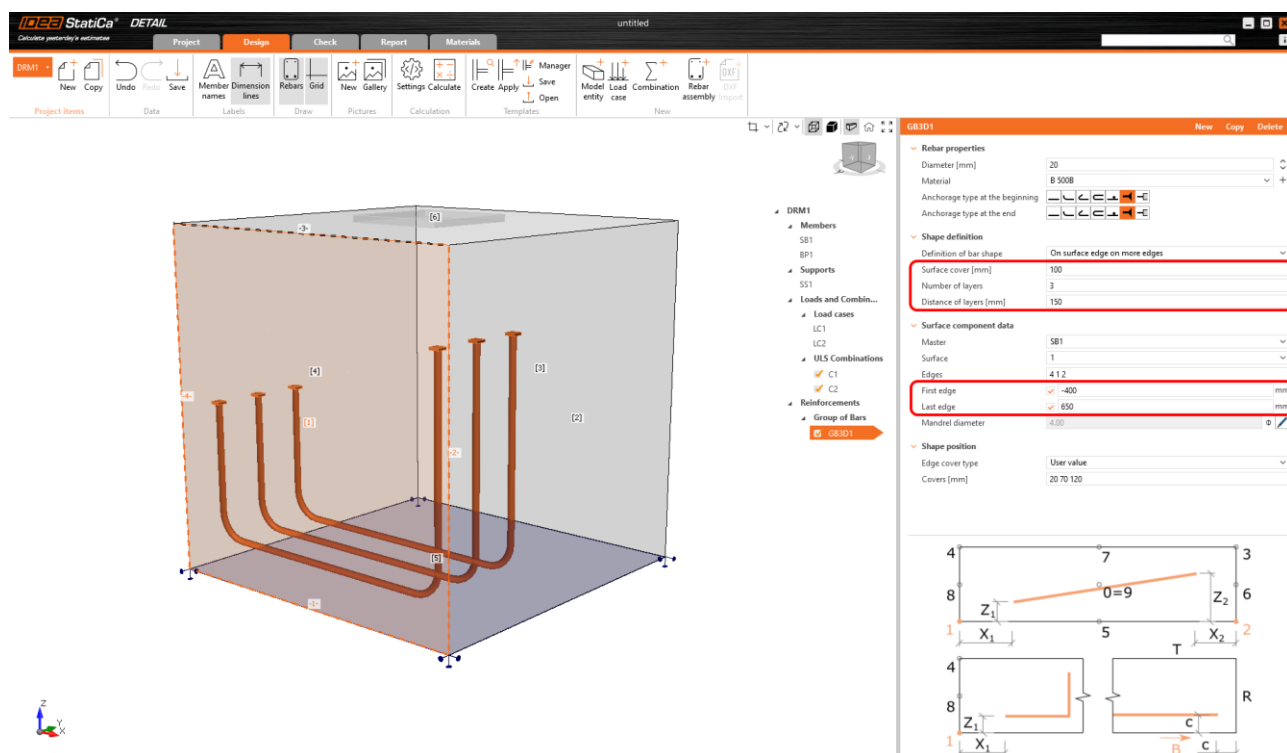 IDEA StatiCa® DETAIL
untitled
Calculate yesterday's estimates
Project Design Check Report Materials
DRM1 New Copy Undo Redo Save Member names Dimension lines Rebars Grid New Gallery Settings Calculate Create Apply Manager Save Open Model entity Load case Combination Rebar assembly DXF Import
Project items Data Labels Draw Pictures Calculation Templates New
[6]
-3-
[4]
[3]
-4-
[1]
[2]
-2-
[5]
-1-
Z
Y
X
DRM1
Members
SB1
BP1
Supports
SS1
Loads and Combin...
Load cases
LC1
LC2
ULS Combinations
C1
C2
Reinforcements
Group of Bars
GB3D1
GB3D1 New Copy Delete
Rebar properties
Diameter [mm] 20
Material B 500B
Anchorage type at the beginning
Anchorage type at the end
Shape definition
Definition of bar shape On surface edge on more edges
Surface cover [mm] 100
Number of layers 3
Distance of layers [mm] 150
Surface component data
Master SB1
Surface 1
Edges 4 1 2
First edge -400 mm
Last edge 650 mm
Mandrel diameter 4.00 Φ
Shape position
Edge cover type User value
Covers [mm] 20 70 120
4 7 3
8 0=9 Z2 6
Z1
1 5 2
X1 X2
T
4
8 R
Z1 c
1 X1 B c